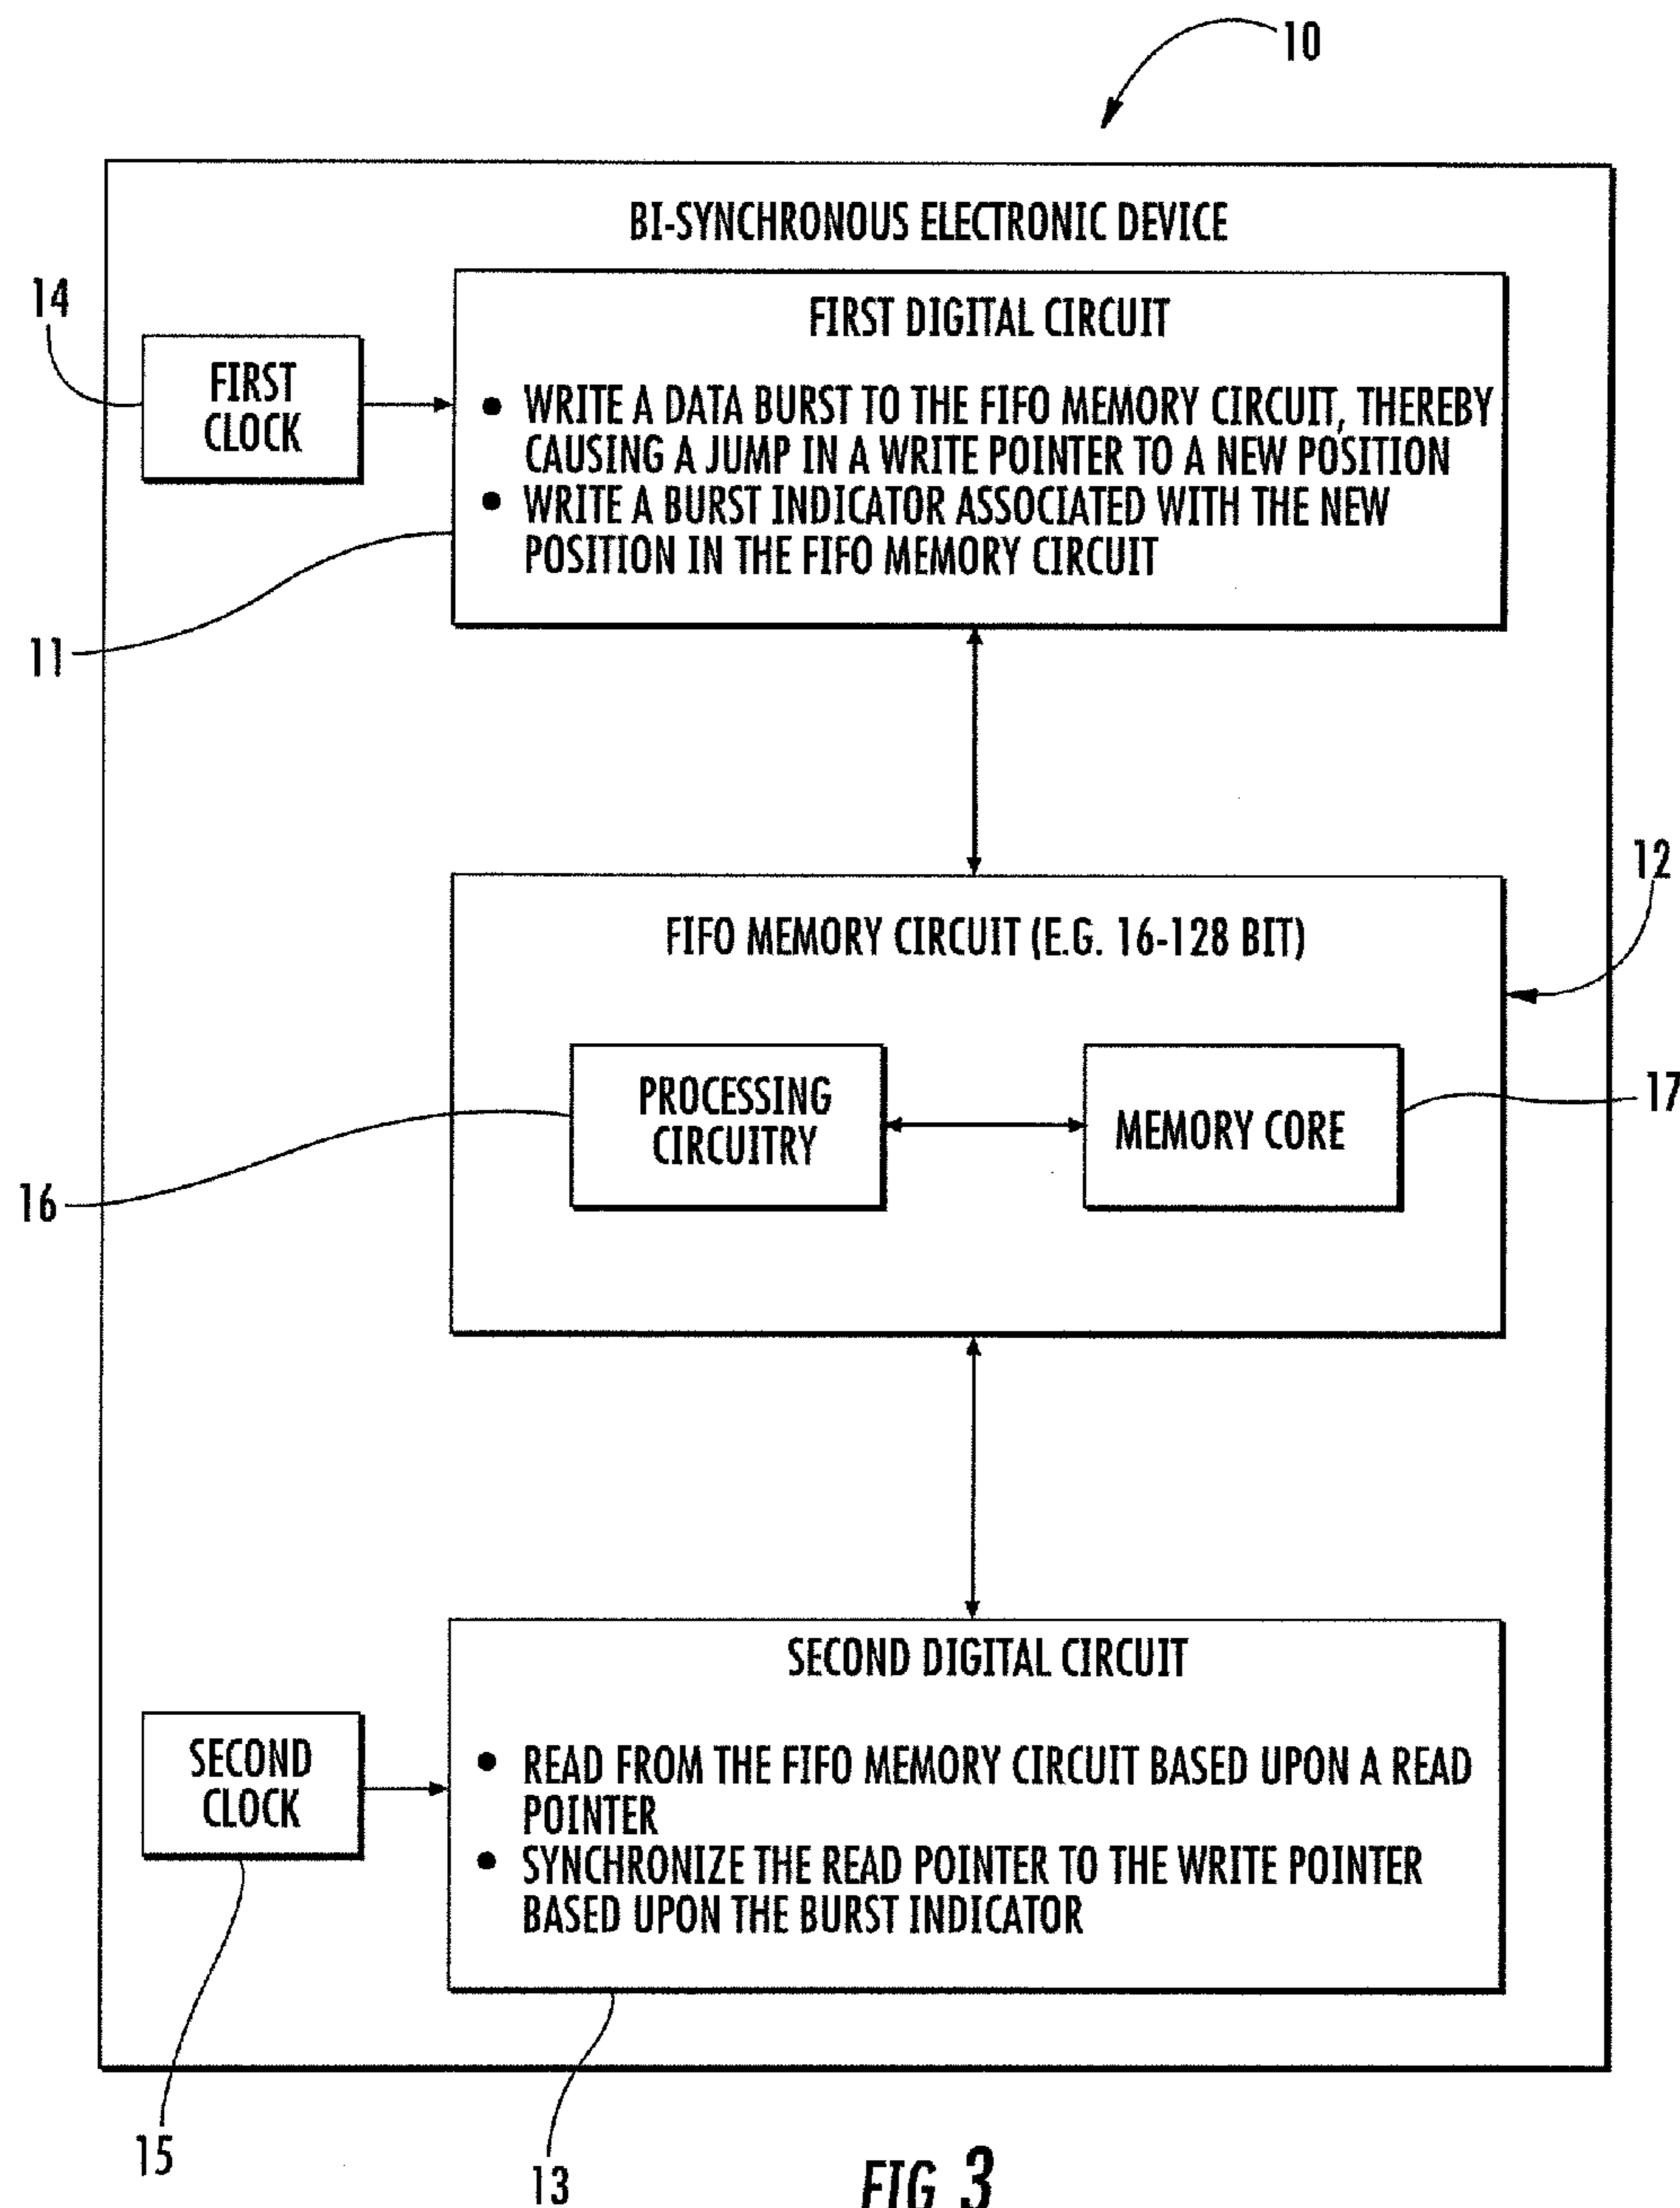 10
BI-SYNCHRONOUS ELECTRONIC DEVICE
14
FIRST
CLOCK
FIRST DIGITAL CIRCUIT
• WRITE A DATA BURST TO THE FIFO MEMORY CIRCUIT, THEREBY
CAUSING A JUMP IN A WRITE POINTER TO A NEW POSITION
• WRITE A BURST INDICATOR ASSOCIATED WITH THE NEW
POSITION IN THE FIFO MEMORY CIRCUIT
11
12
FIFO MEMORY CIRCUIT (E.G. 16-128 BIT)
PROCESSING
CIRCUITRY
MEMORY CORE
17
16
SECOND DIGITAL CIRCUIT
SECOND
CLOCK
• READ FROM THE FIFO MEMORY CIRCUIT BASED UPON A READ
POINTER
• SYNCHRONIZE THE READ POINTER TO THE WRITE POINTER
BASED UPON THE BURST INDICATOR
15
13
FIG 3